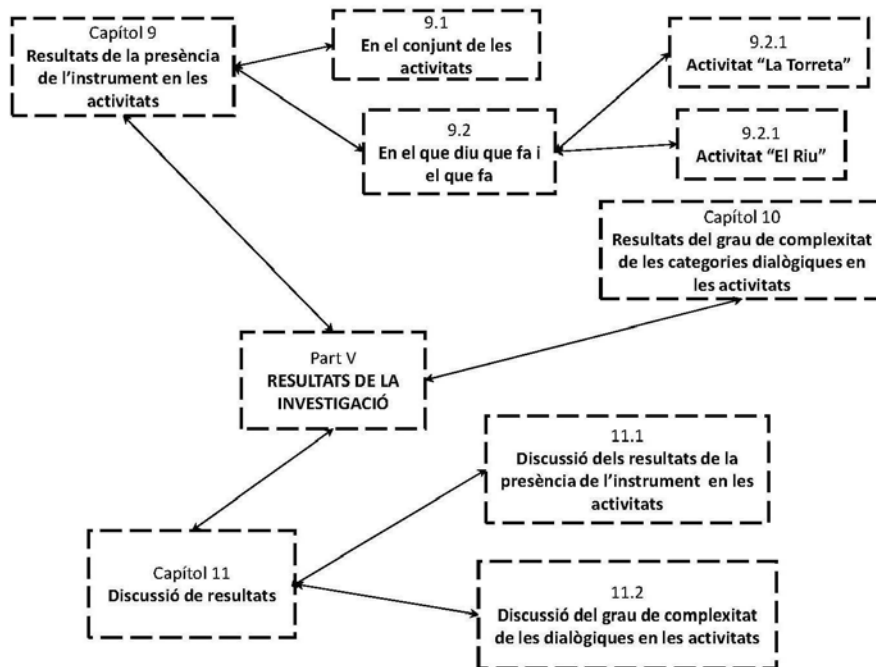 Capítol 9
Resultats de la presència
de l'instrument en les
activitats
9.1
En el conjunt de les
activitats
9.2
En el que diu que fa i
el que fa
9.2.1
Activitat “La Torreta”
9.2.1
Activitat “El Riu”
Capítol 10
Resultats del grau de complexitat
de les categories dialògiques en
les activitats
Part V
RESULTATS DE LA
INVESTIGACIÓ
11.1
Discussió dels resultats de la
presència de l'instrument en les
activitats
Capítol 11
Discussió de resultats
11.2
Discussió del grau de complexitat
de les dialògiques en les activitats